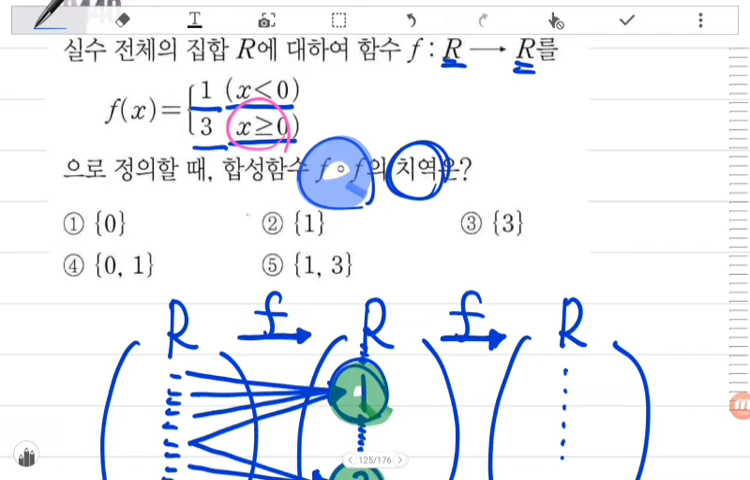 T
실수 전체의 집합 R에 대하여 함수 f : R → R를
f(x)={1 (x<0)
3 (x≥0)
으로 정의할 때, 합성함수 f∘f의 치역은?
① {0} ② {1} ③ {3}
④ {0, 1} ⑤ {1, 3}
R f R f R
1
125/176